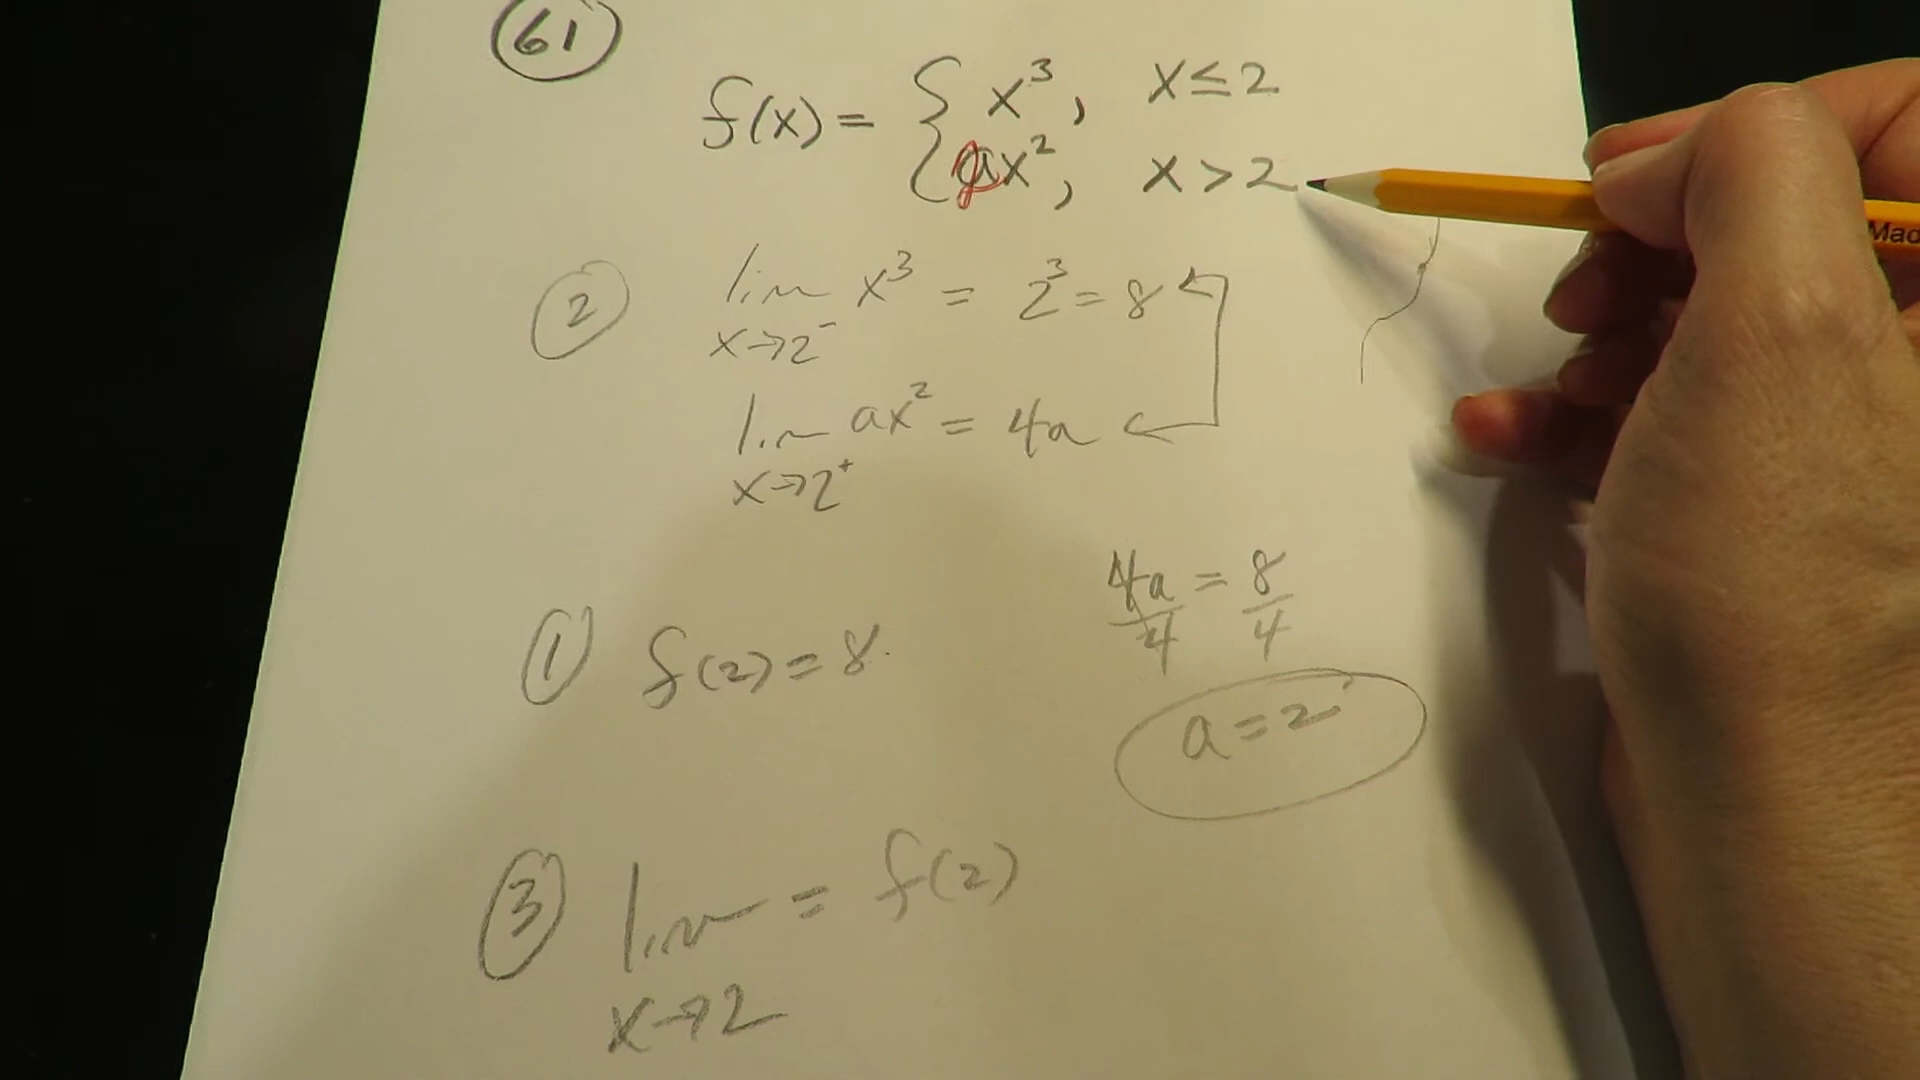 61
f(x) = { x³, x ≤ 2
ax², x > 2
2 lim x³ = 2³ = 8
x→2⁻
lim ax² = 4a
x→2⁺
4a/4 = 8/4
1 f(2) = 8
a = 2
3 lim = f(2)
x→2
Mad